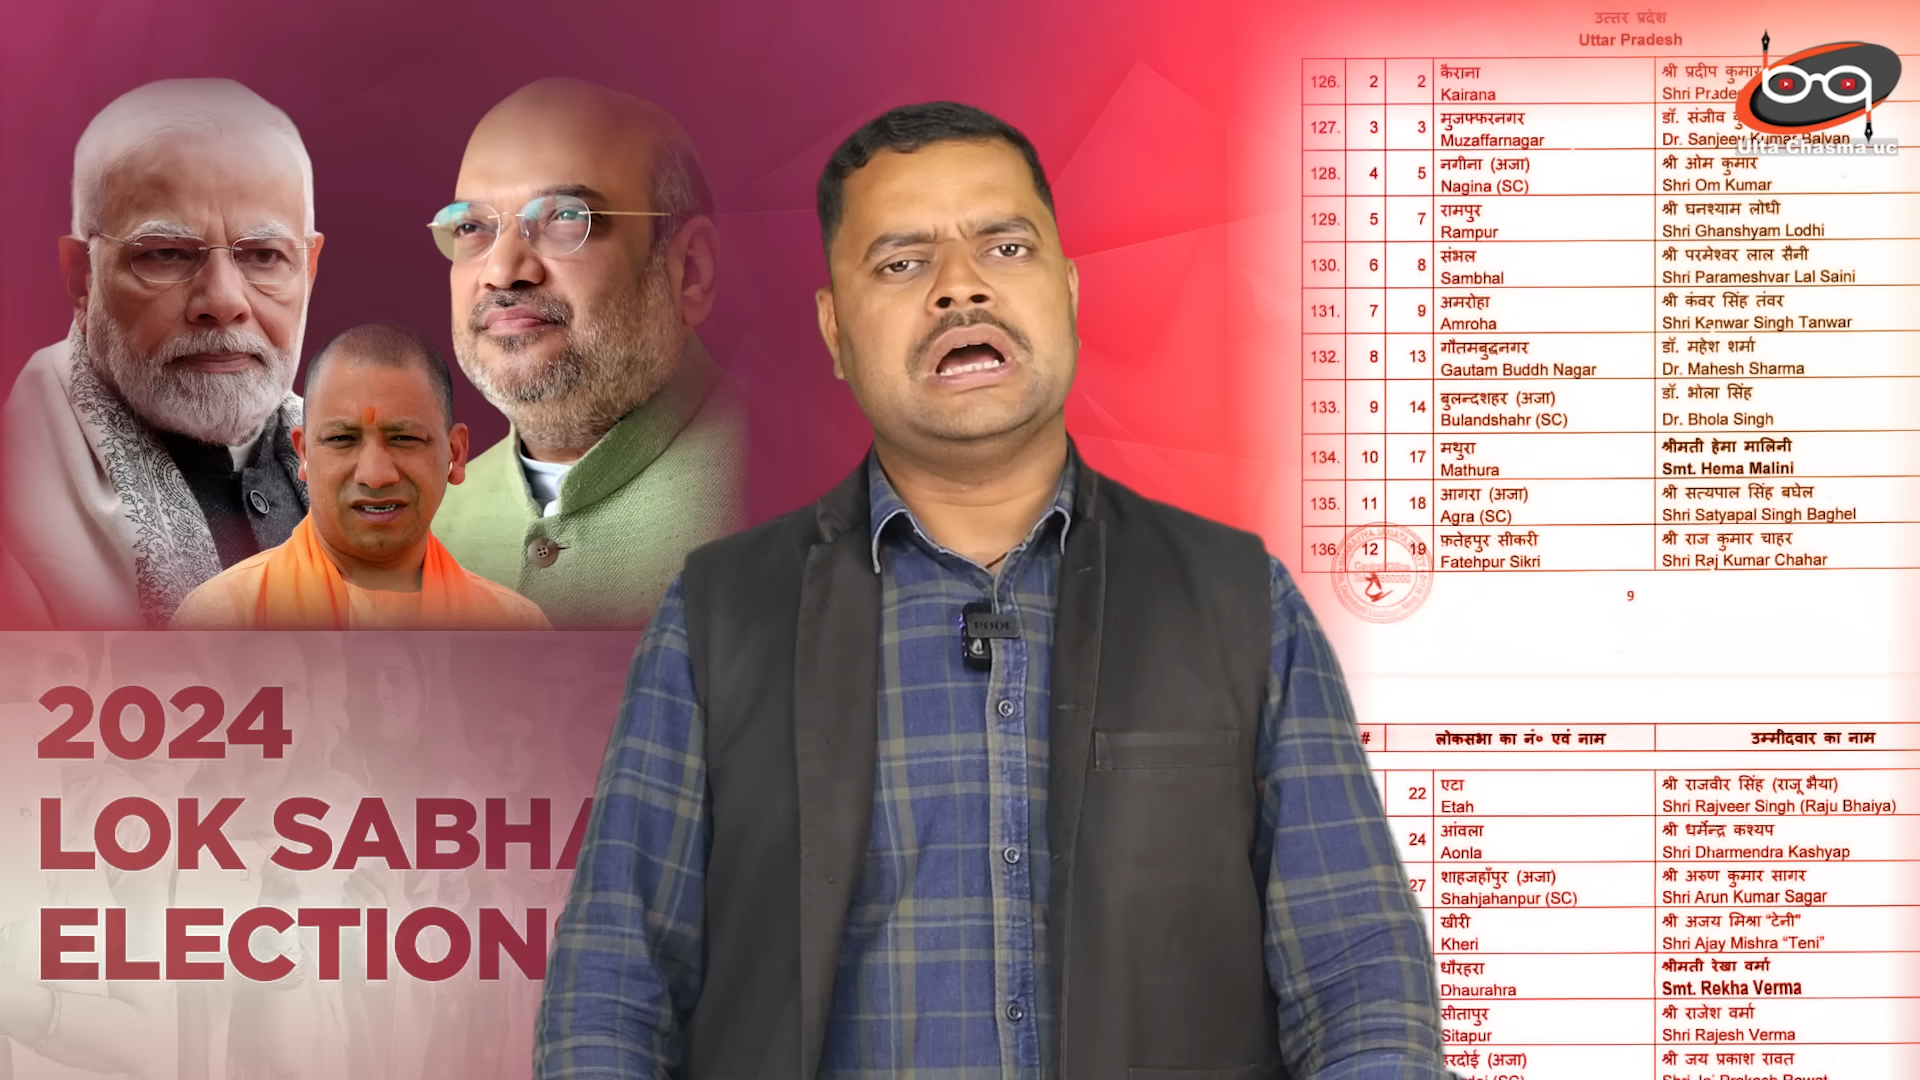 उत्तर प्रदेश
Uttar Pradesh
126. 2 2 कैराना श्री प्रदीप कुमार
Kairana Shri
127. 3 3 मुजफ्फरनगर डॉ. संजीव
Muzaffarnagar Dr. Sanjeev Kumar Balyan
128. 4 5 नगीना (अजा) श्री ओम कुमार
Nagina (SC) Shri Om Kumar
129. 5 7 रामपुर श्री घनश्याम लोधी
Rampur Shri Ghanshyam Lodhi
130. 6 8 संभल श्री परमेश्वर लाल सैनी
Sambhal Shri Parameshvar Lal Saini
131. 7 9 अमरोहा श्री कंवर सिंह तंवर
Amroha Shri Kanwar Singh Tanwar
132. 8 13 गौतमबुद्धनगर डॉ. महेश शर्मा
Gautam Buddh Nagar Dr. Mahesh Sharma
133. 9 14 बुलन्दशहर (अजा) डॉ. भोला सिंह
Bulandshahr (SC) Dr. Bhola Singh
134. 10 17 मथुरा श्रीमती हेमा मालिनी
Mathura Smt. Hema Malini
135. 11 18 आगरा (अजा) श्री सत्यपाल सिंह बघेल
Agra (SC) Shri Satyapal Singh Baghel
136. 12 19 फ़तेहपुर सीकरी श्री राज कुमार चाहर
Fatehpur Sikri Shri Raj Kumar Chahar
9
# लोकसभा का नं० एवं नाम उम्मीदवार का नाम
22 एटा श्री राजवीर सिंह (राजू भैया)
Etah Shri Rajveer Singh (Raju Bhaiya)
24 आंवला श्री धर्मेन्द्र कश्यप
Aonla Shri Dharmendra Kashyap
27 शाहजहाँपुर (अजा) श्री अरुण कुमार सागर
Shahjahanpur (SC) Shri Arun Kumar Sagar
खीरी श्री अजय मिश्रा "टेनी"
Kheri Shri Ajay Mishra "Teni"
धौरहरा श्रीमती रेखा वर्मा
Dhaurahra Smt. Rekha Verma
सीतापुर श्री राजेश वर्मा
Sitapur Shri Rajesh Verma
हरदोई (अजा) श्री जय प्रकाश रावत
Ulta Chasma uc
RODE
2024
LOK SABHA
ELECTION